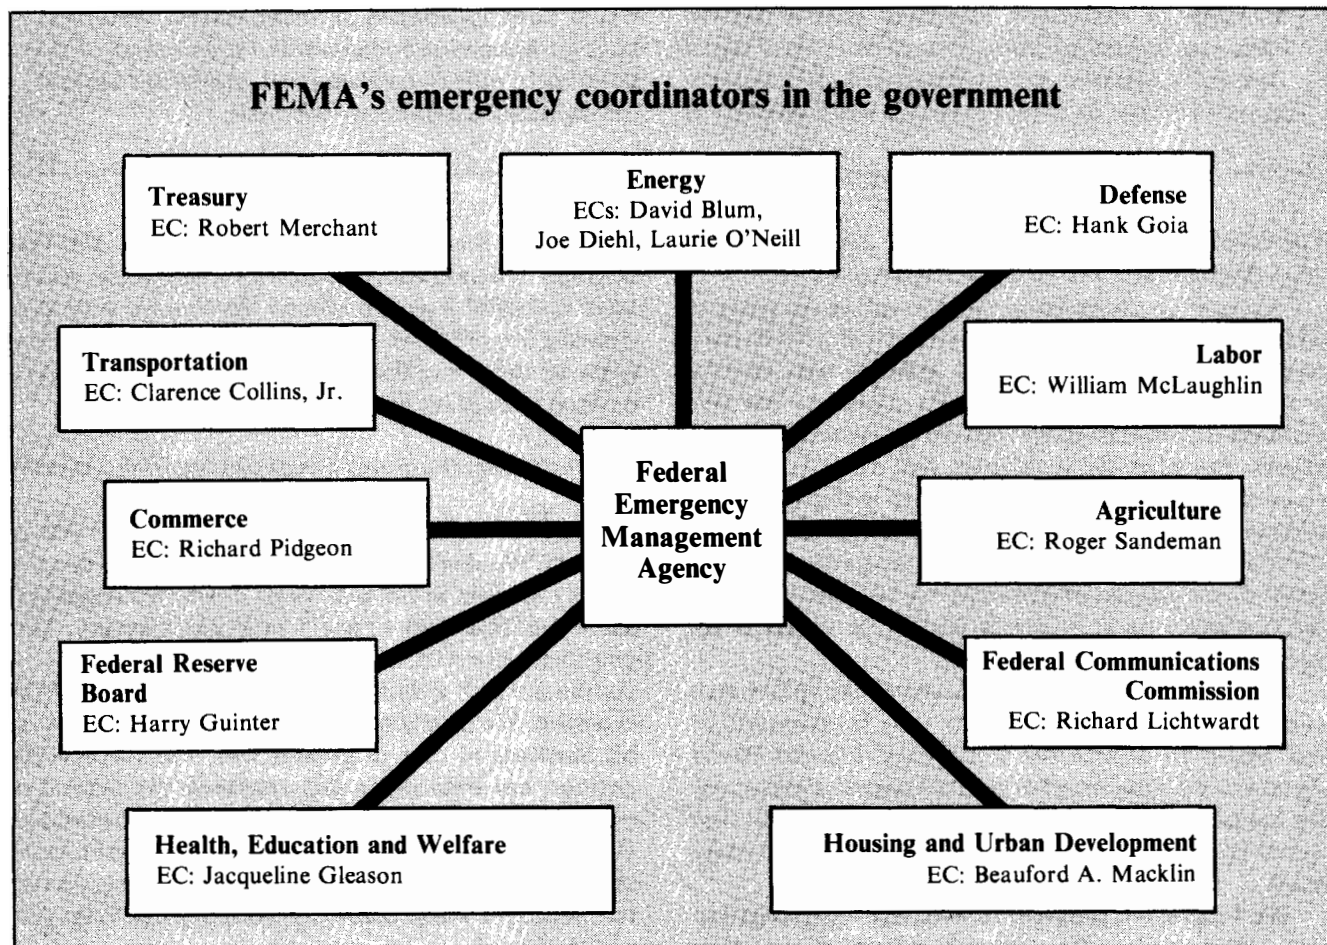 FEMA's emergency coordinators in the government
Treasury
EC: Robert Merchant
Energy
ECs: David Blum,
Joe Diehl, Laurie O'Neill
Defense
EC: Hank Goia
Transportation
EC: Clarence Collins, Jr.
Labor
EC: William McLaughlin
Federal
Emergency
Management
Agency
Commerce
EC: Richard Pidgeon
Agriculture
EC: Roger Sandeman
Federal Reserve
Board
EC: Harry Guinter
Federal Communications
Commission
EC: Richard Lichtwardt
Health, Education and Welfare
EC: Jacqueline Gleason
Housing and Urban Development
EC: Beauford A. Macklin